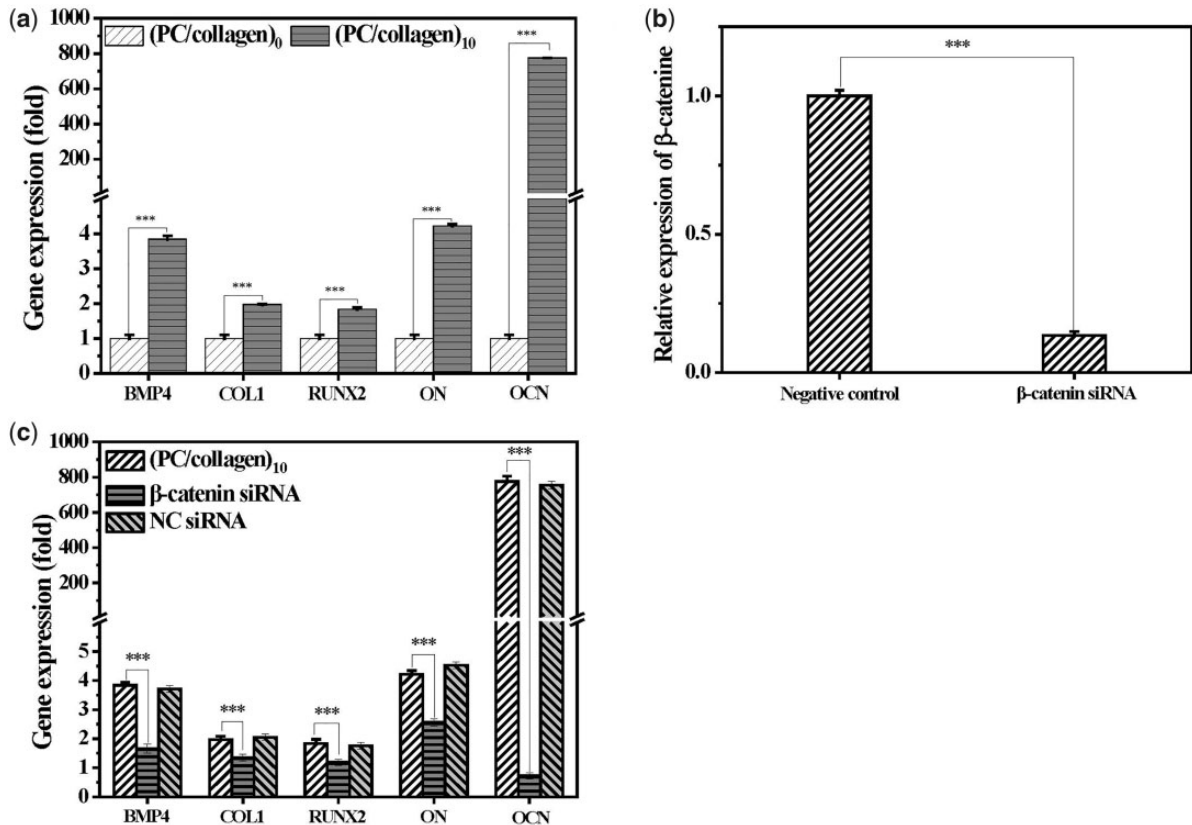 (a)
(PC/collagen)0 (PC/collagen)10
Gene expression (fold)
1000
800
600
400
200
4
3
2
1
0
***
***
***
***
***
BMP4 COL1 RUNX2 ON OCN
(b)
Relative expression of β-catenine
1.0
0.5
0.0
***
Negative control β-catenin siRNA
(c)
(PC/collagen)10
β-catenin siRNA
NC siRNA
Gene expression (fold)
1000
800
600
400
200
5
4
3
2
1
0
***
***
***
***
***
BMP4 COL1 RUNX2 ON OCN